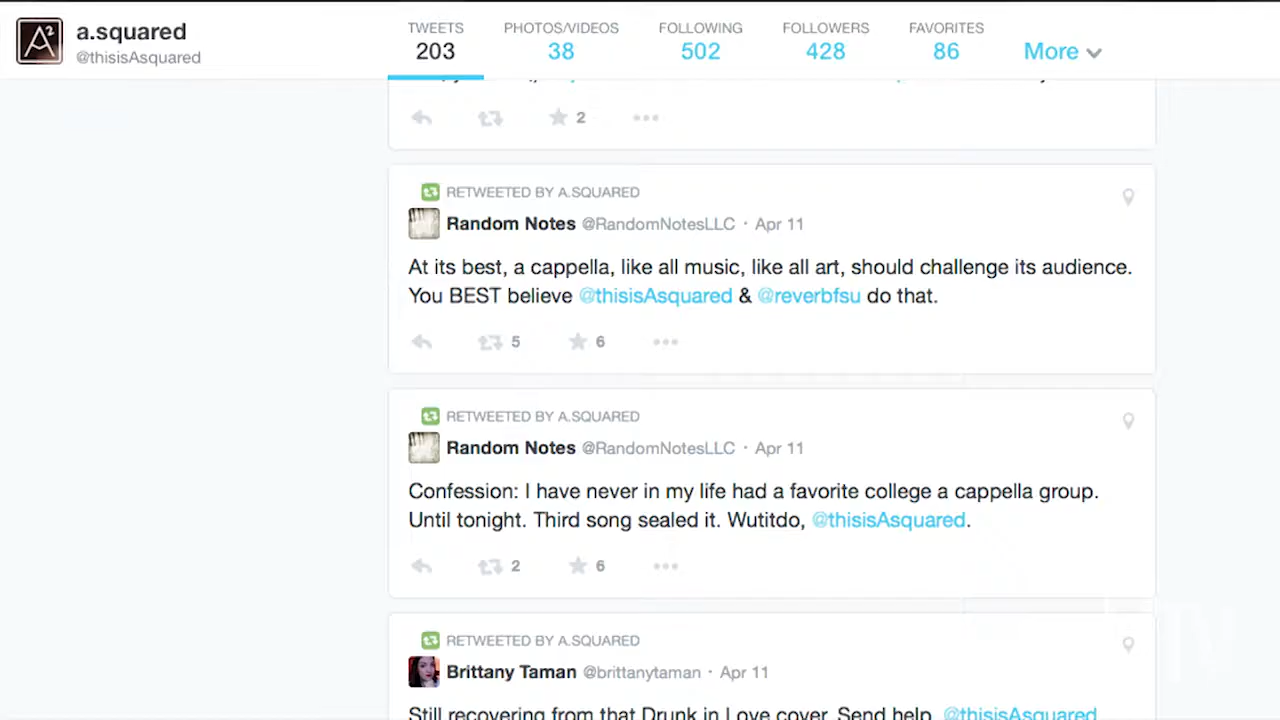 a.squared
@thisisAsquared
TWEETS
203
PHOTOS/VIDEOS
38
FOLLOWING
502
FOLLOWERS
428
FAVORITES
86
More
2
RETWEETED BY A.SQUARED
Random Notes @RandomNotesLLC · Apr 11
At its best, a cappella, like all music, like all art, should challenge its audience.
You BEST believe @thisisAsquared & @reverbfsu do that.
5 6
RETWEETED BY A.SQUARED
Random Notes @RandomNotesLLC · Apr 11
Confession: I have never in my life had a favorite college a cappella group.
Until tonight. Third song sealed it. Wutitdo, @thisisAsquared.
2 6
RETWEETED BY A.SQUARED
Brittany Taman @brittanytaman · Apr 11
Still recovering from that Drunk in Love cover. Send help. @thisisAsquared